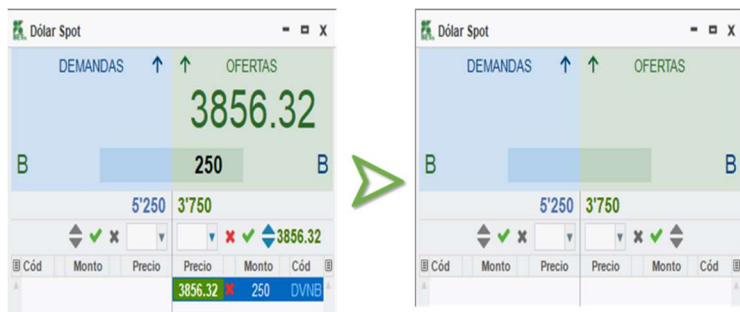 Dólar Spot
DEMANDAS OFERTAS
3856.32
B 250 B
5'250 3'750
3856.32
Cód Monto Precio Precio Monto Cód
3856.32 250 DVNB
Dólar Spot
DEMANDAS OFERTAS
B B
5'250 3'750
Cód Monto Precio Precio Monto Cód